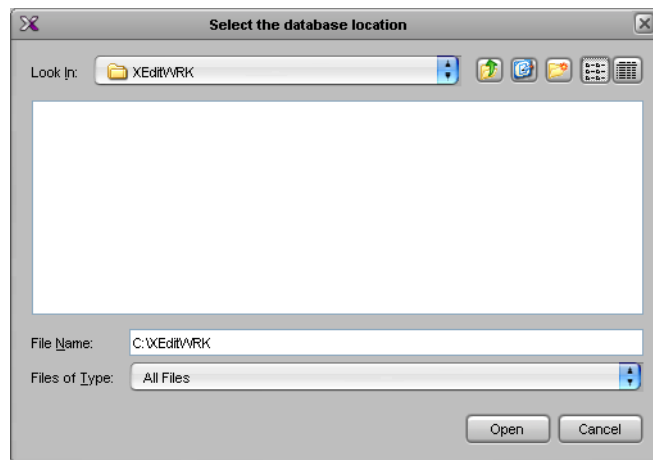 Select the database location
Look In: XEditWRK
File Name: C:\XEditWRK
Files of Type: All Files
Open Cancel